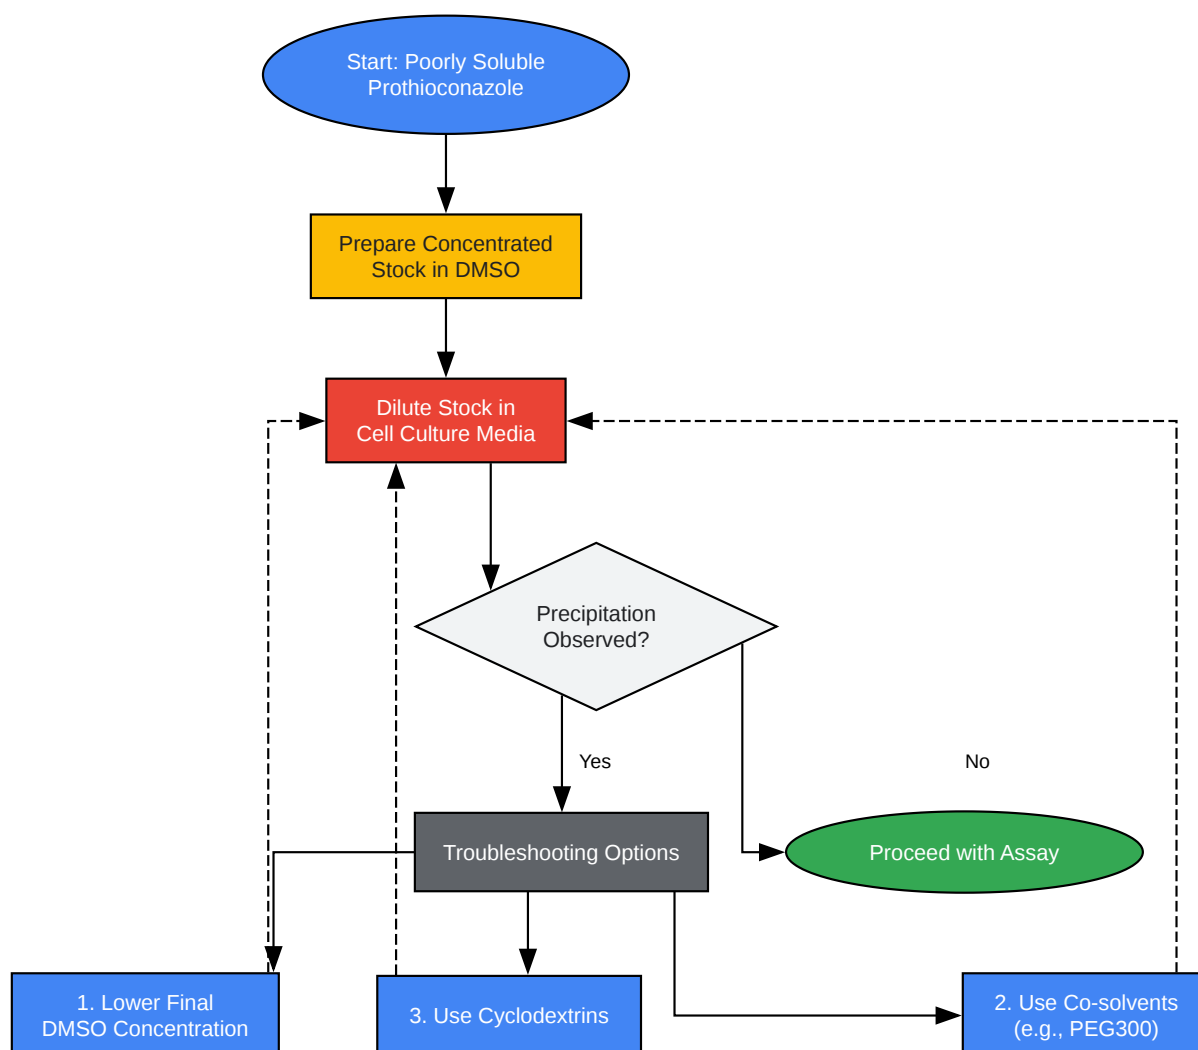 Start: Poorly Soluble
Prothioconazole
Prepare Concentrated
Stock in DMSO
Dilute Stock in
Cell Culture Media
Precipitation
Observed?
Yes
No
Troubleshooting Options
Proceed with Assay
1. Lower Final
DMSO Concentration
3. Use Cyclodextrins
2. Use Co-solvents
(e.g., PEG300)